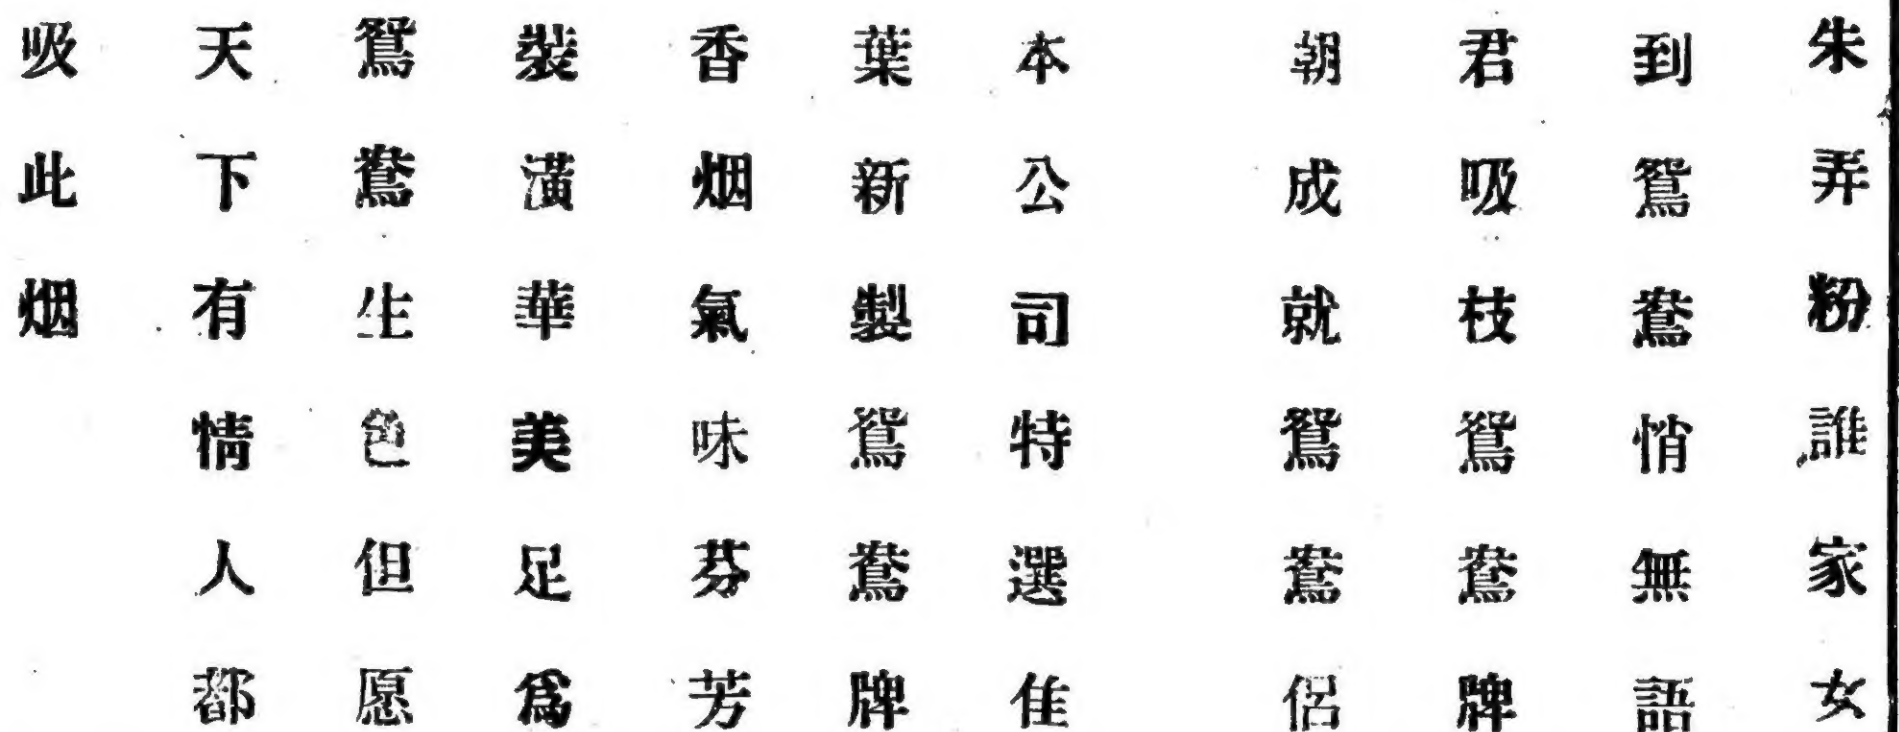 朱弄粉誰家女
到鴛鴦悄無語
君吸枝鴛鴦牌
朝成就鴛鴦侶
本公司特選佳
葉新製鴛鴦牌
香烟氣味芬芳
裝潢華美足爲
鴛鴦生色但愿
天下有情人都
吸此烟